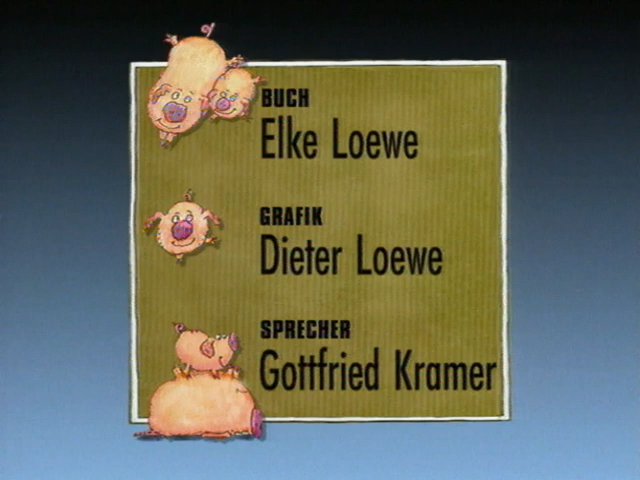 BUCH
Elke Loewe
GRAFIK
Dieter Loewe
SPRECHER
Gottfried Kramer